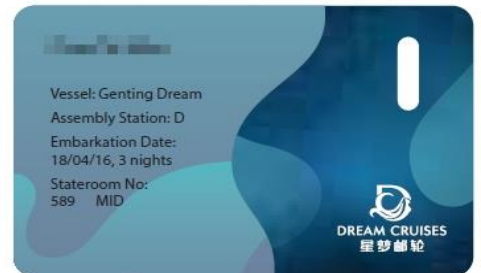 Vessel: Genting Dream
Assembly Station: D
Embarkation Date:
18/04/16, 3 nights
Stateroom No:
589 MID
DREAM CRUISES
星梦邮轮